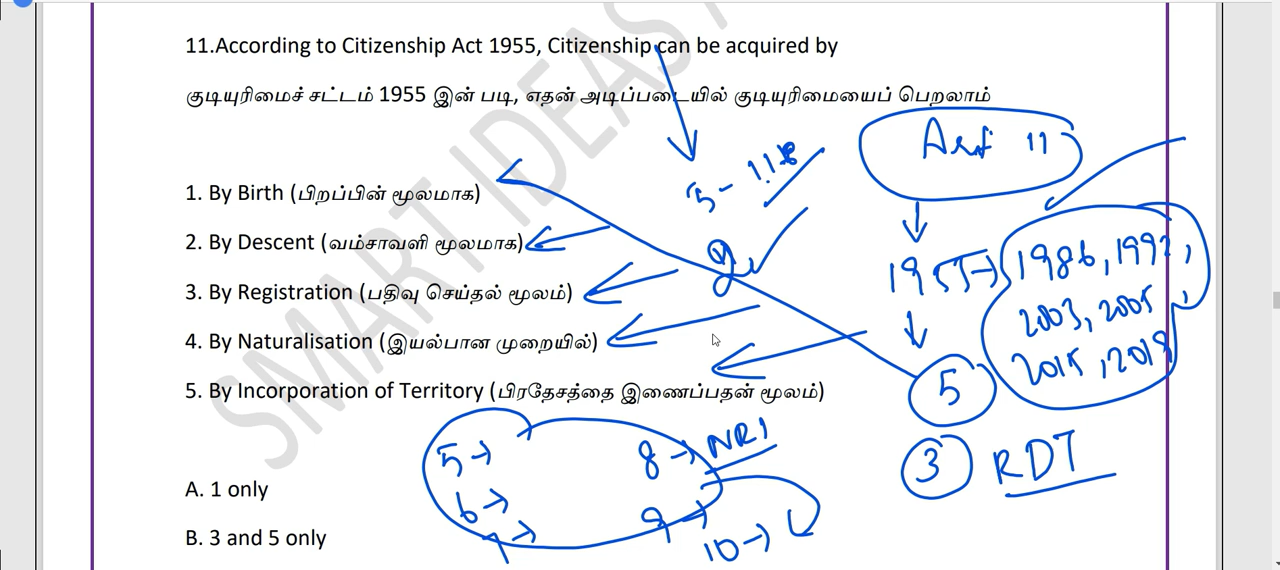 11.According to Citizenship Act 1955, Citizenship can be acquired by
குடியுரிமைச் சட்டம் 1955 இன் படி, எதன் அடிப்படையில் குடியுரிமையைப் பெறலாம்
Art 11
5 -
1. By Birth (பிறப்பின் மூலமாக)
2. By Descent (வம்சாவளி மூலமாக)
1955 → 1986, 1992,
3. By Registration (பதிவு செய்தல் மூலம்)
2003, 2005
4. By Naturalisation (இயல்பான முறையில்)
2015, 2019
5. By Incorporation of Territory (பிரதேசத்தை இணைப்பதன் மூலம்)
5
5 → 8 → NRI
3 RDT
A. 1 only
6 → 9 →
B. 3 and 5 only
7 → 10 →
SMART IDEAS